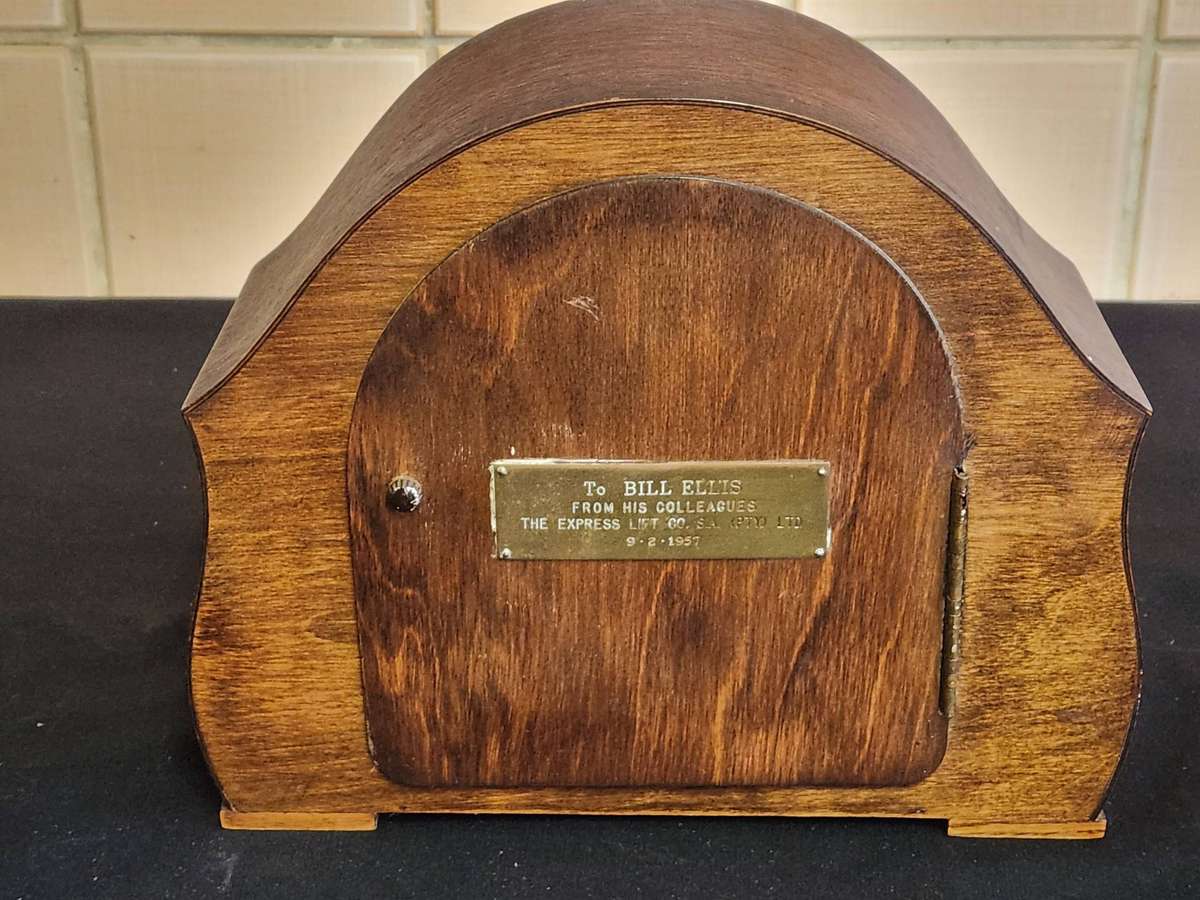 To BILL ELLIS
FROM HIS COLLEAGUES
THE EXPRESS LIFT CO. S.A. (PTY) LTD
9·2·1957